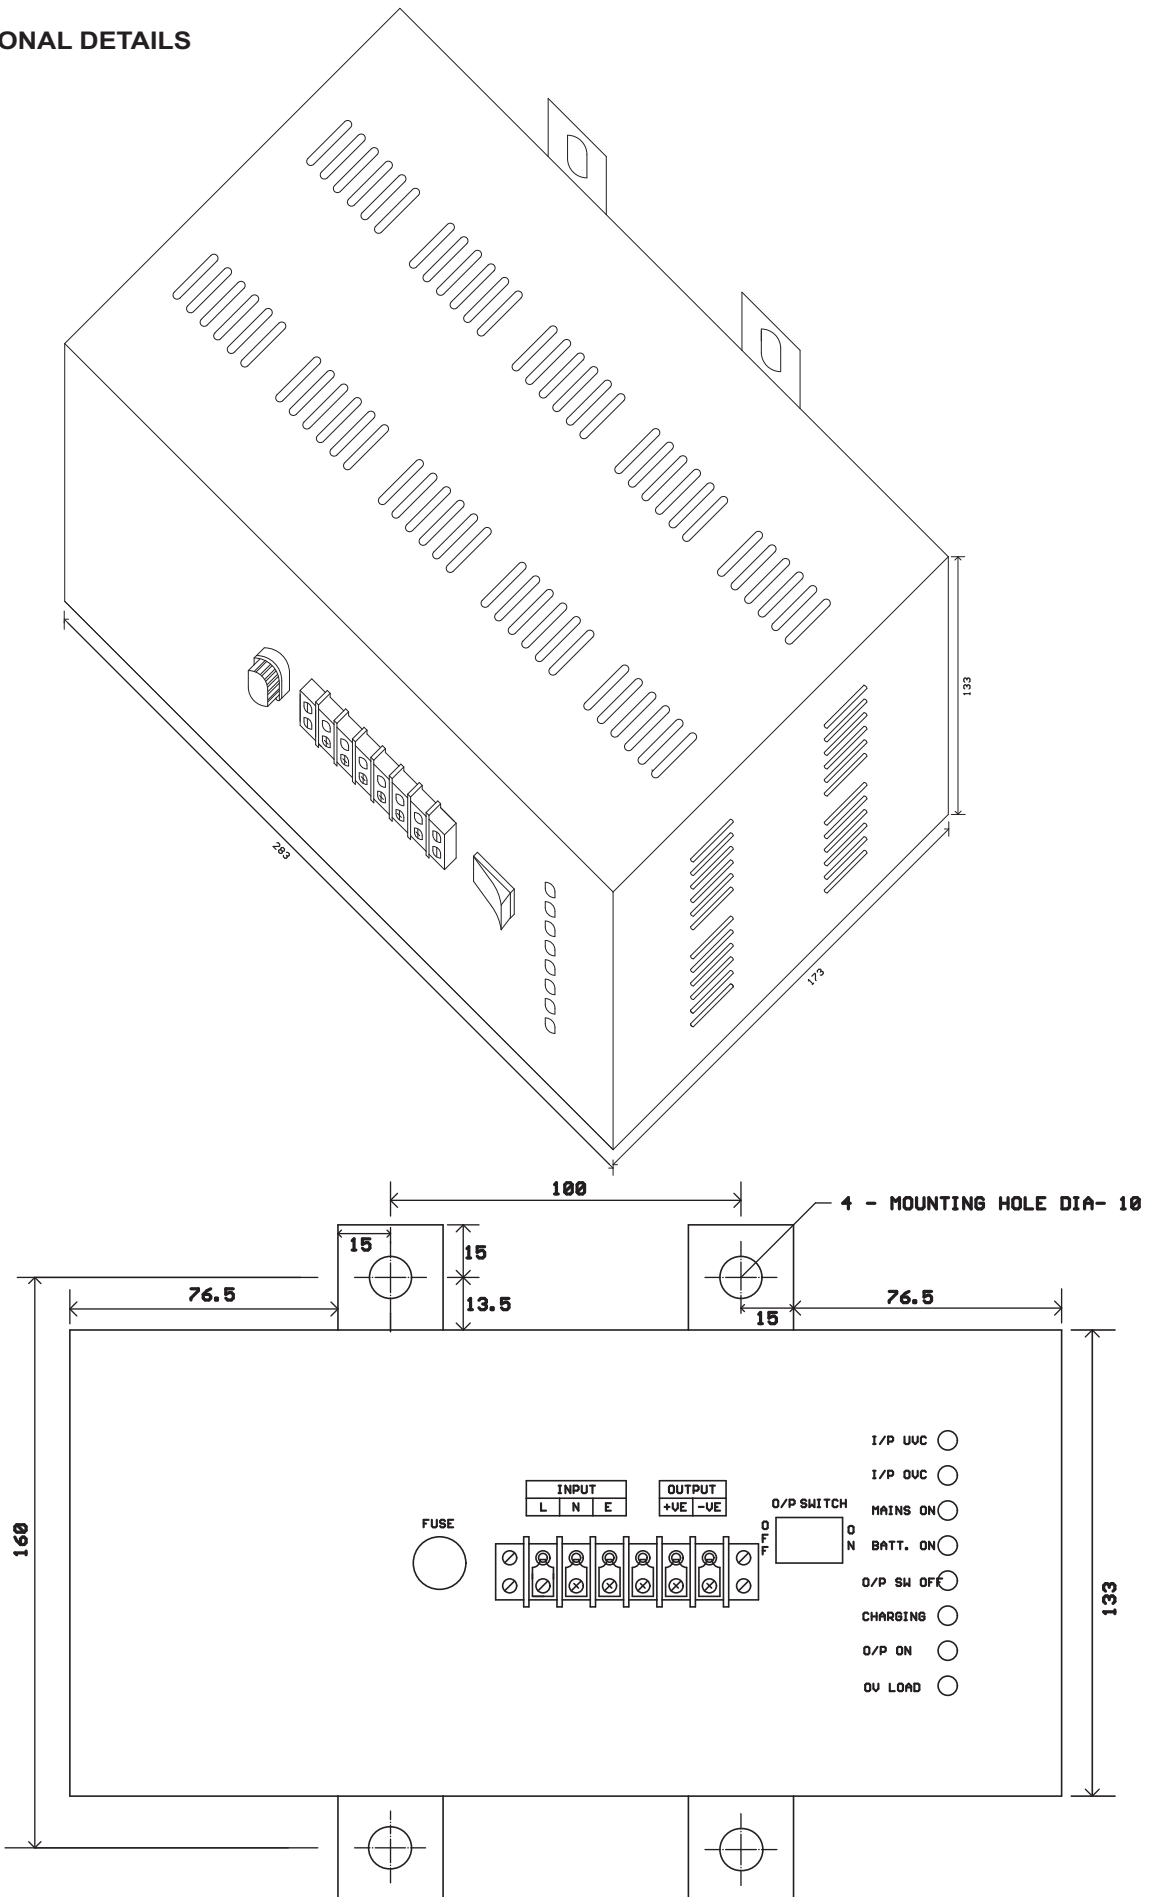 ONAL DETAILS
133
283
173
100
4 - MOUNTING HOLE DIA- 10
15
15
76.5
13.5
76.5
15
I/P UVC
I/P OVC
INPUT
OUTPUT
L N E
+VE -VE
O/P SWITCH
MAINS ON
FUSE
OFF
ON
BATT. ON
160
O/P SW OFF
133
CHARGING
O/P ON
OV LOAD